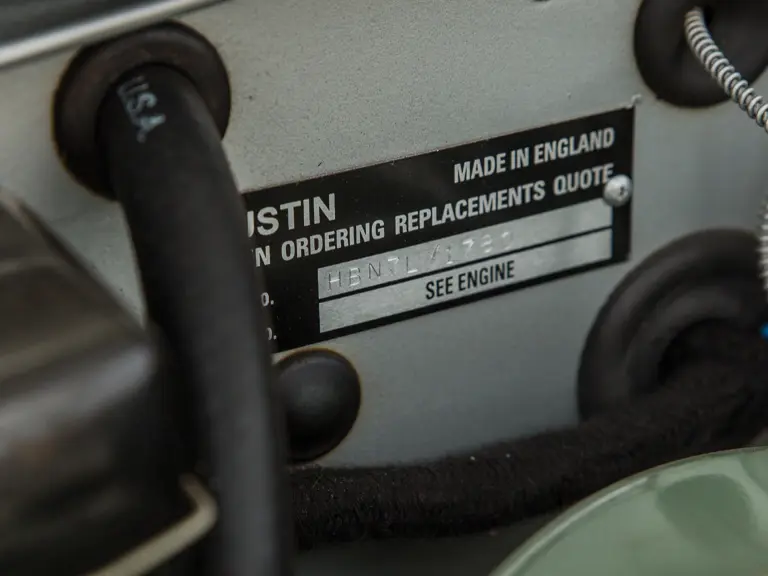 U.S.A.
USTIN
MADE IN ENGLAND
N ORDERING REPLACEMENTS QUOTE
O.
O.
SEE ENGINE